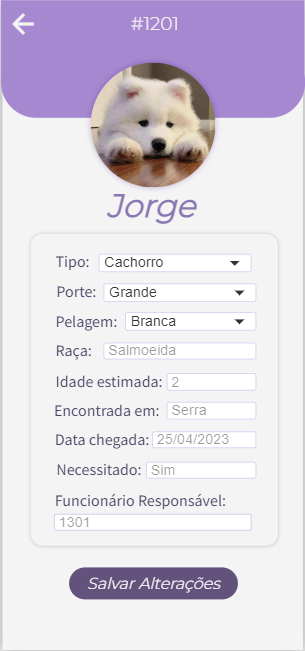 #1201
Jorge
Tipo: Cachorro
Porte: Grande
Pelagem: Branca
Raça: Salmoeida
Idade estimada: 2
Encontrada em: Serra
Data chegada: 25/04/2023
Necessitado: Sim
Funcionário Responsável:
1301
Salvar Alterações